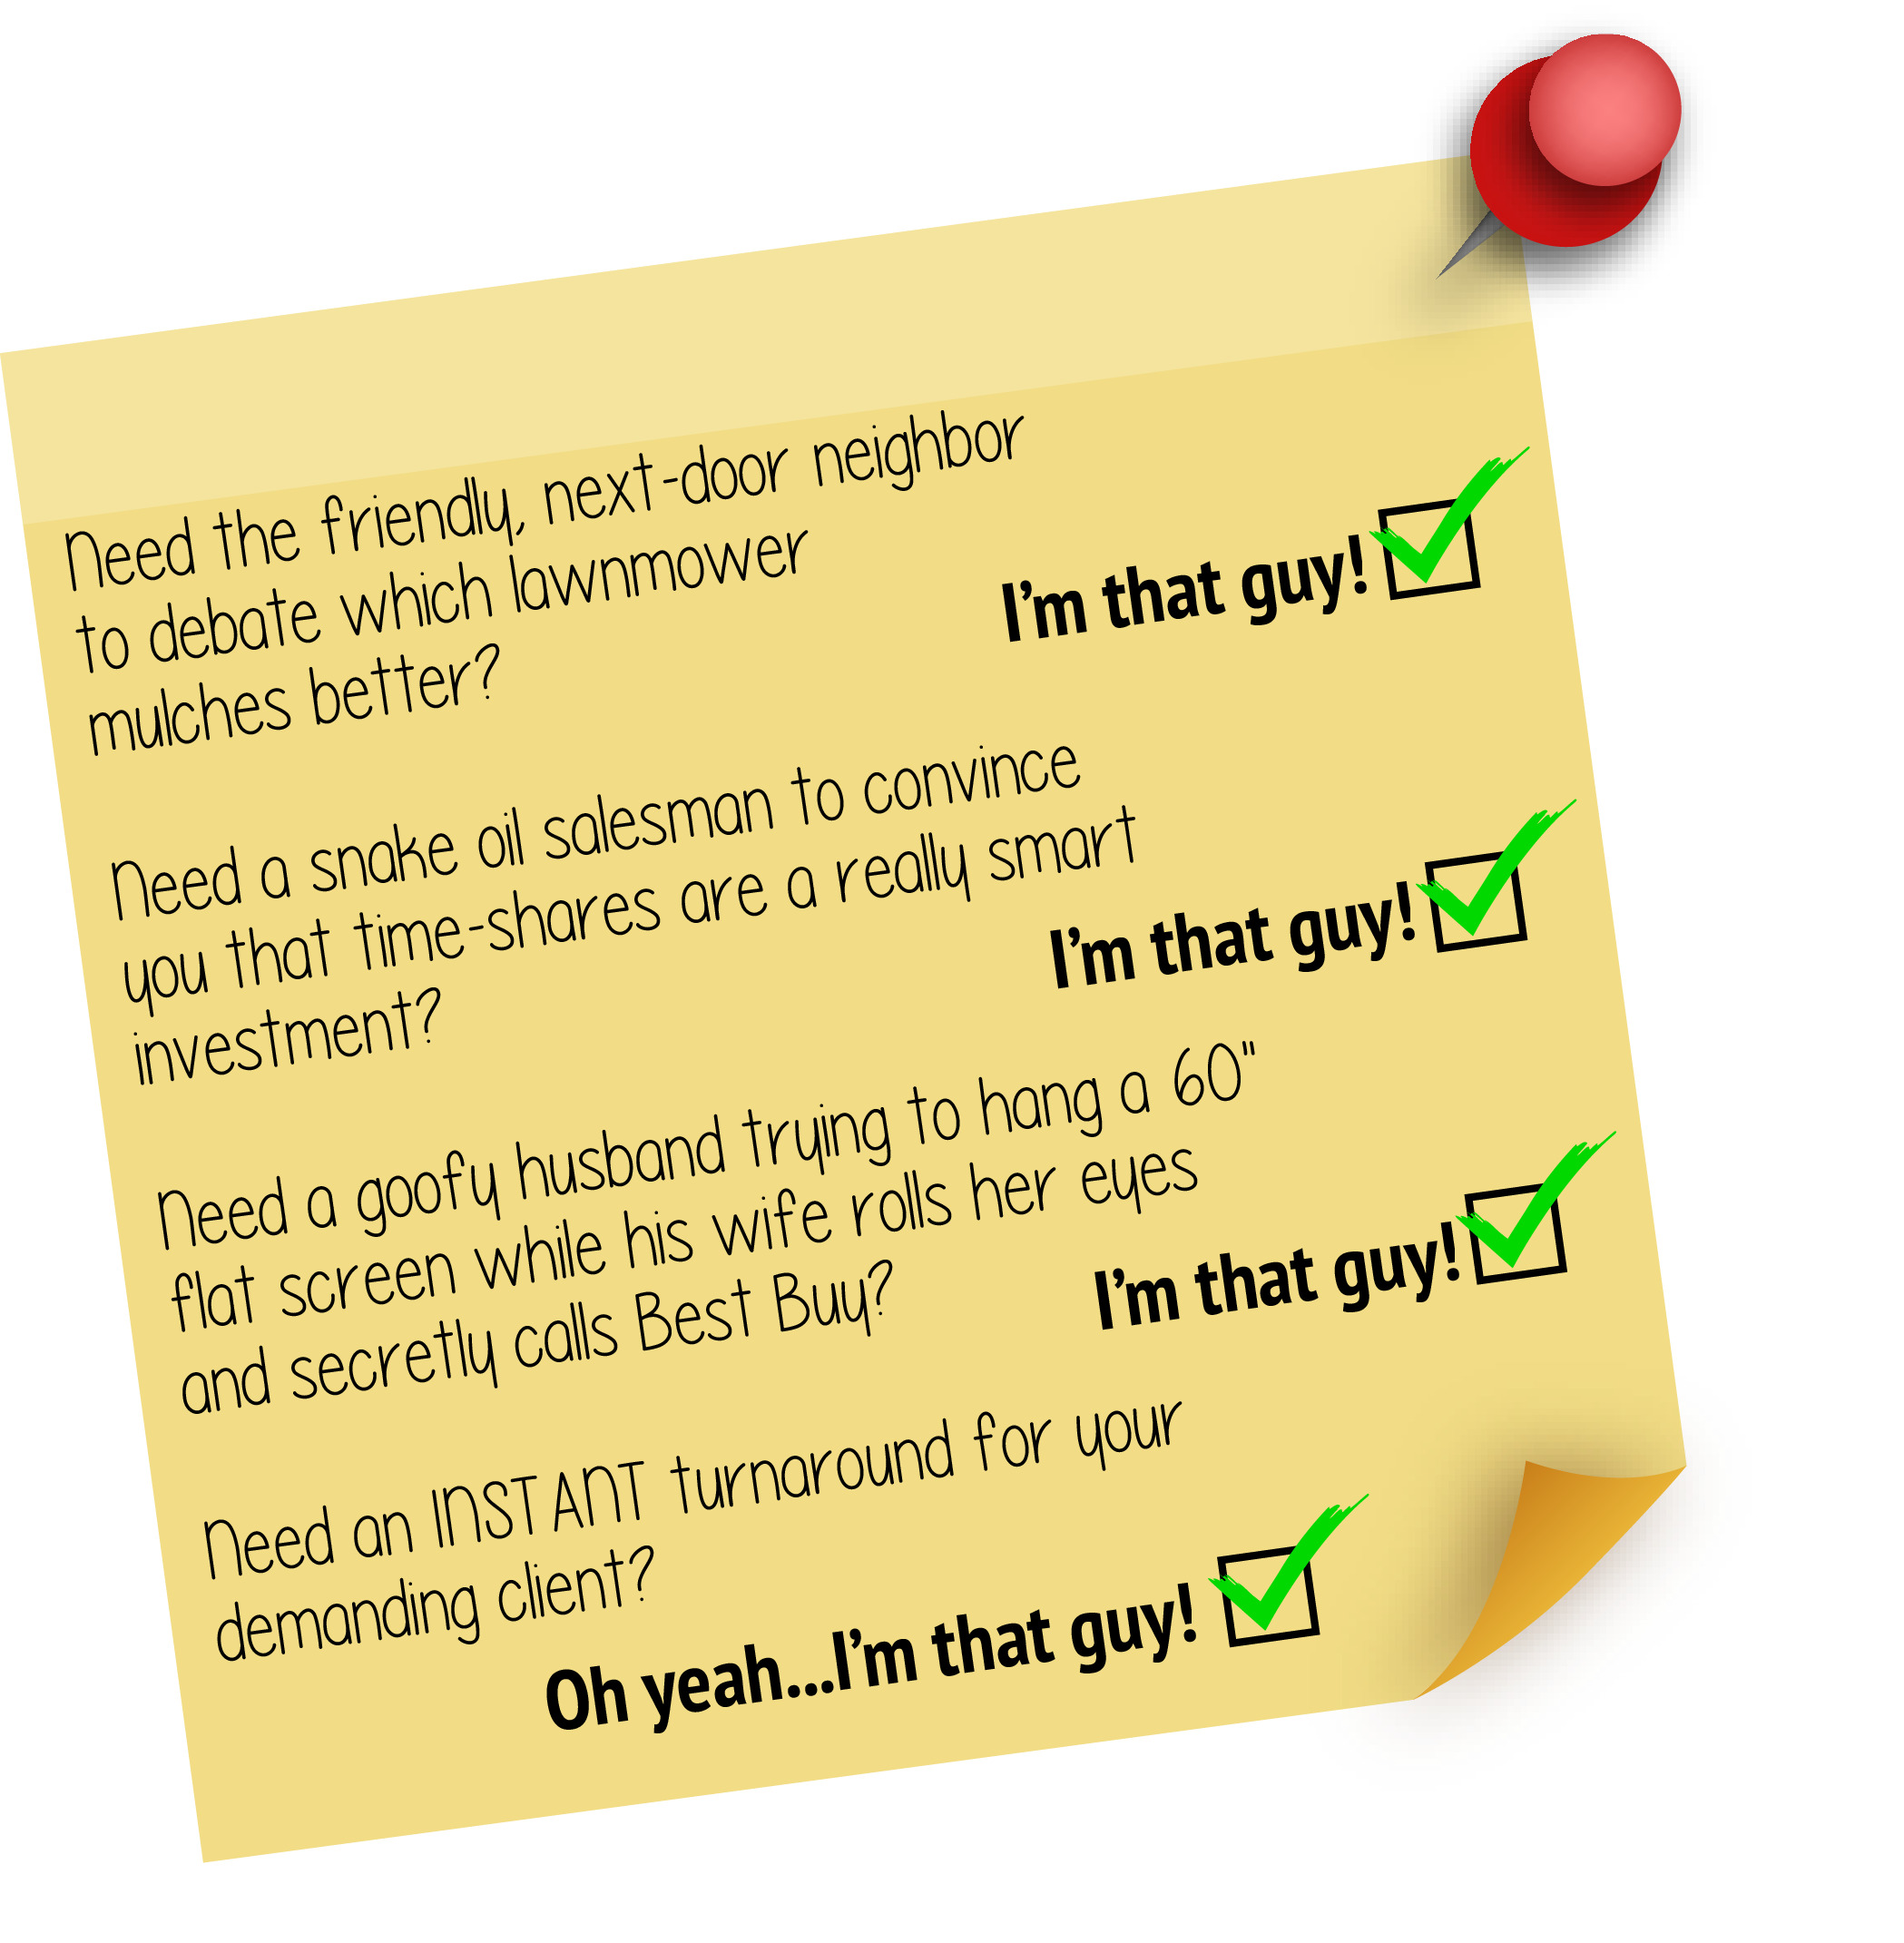 Need the friendly, next-door neighbor
to debate which lawnmower
mulches better?
I'm that guy!
Need a snake oil salesman to convince
you that time-shares are a really smart
investment?
I'm that guy!
Need a goofy husband trying to hang a 60"
flat screen while his wife rolls her eyes
and secretly calls Best Buy?
I'm that guy!
Need an INSTANT turnaround for your
demanding client?
Oh yeah...I'm that guy!